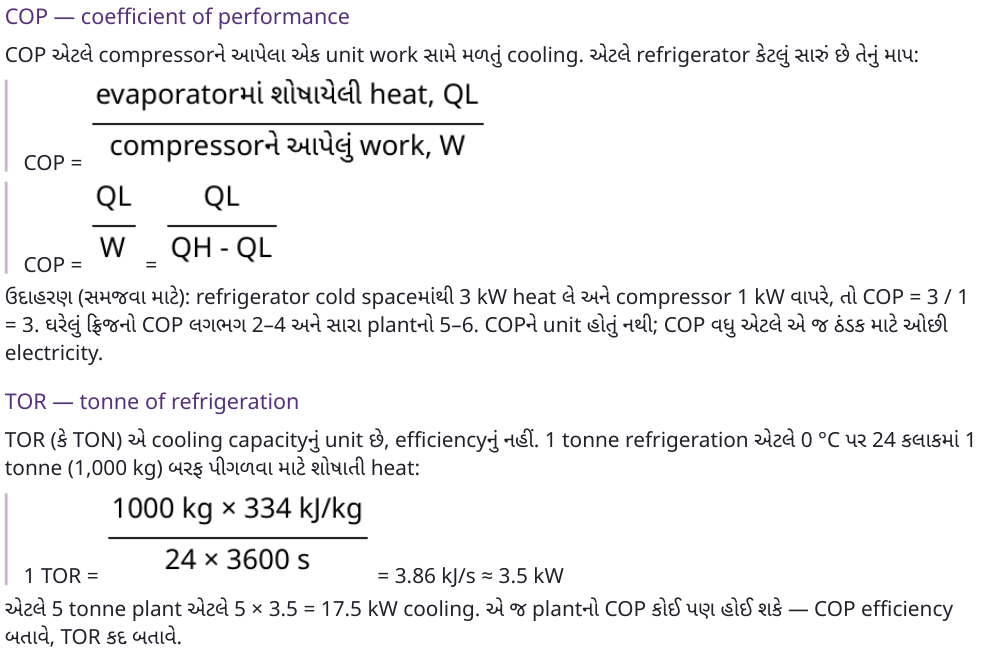 COP — coefficient of performance
COP એટલે compressorને આપેલા એક unit work સામે મળતું cooling. એટલે refrigerator કેટલું સારું છે તેનું માપ:
COP = evaporatorમાં શોષાયેલી heat, QL / compressorને આપેલું work, W
COP = QL / W = QL / QH - QL
ઉદાહરણ (સમજવા માટે): refrigerator cold spaceમાંથી 3 kW heat લે અને compressor 1 kW વાપરે, તો COP = 3 / 1
= 3. ઘરેલું ફ્રિજનો COP લગભગ 2–4 અને સારા plantનો 5–6. COPને unit હોતું નથી; COP વધુ એટલે એ જ ઠંડક માટે ઓછી
electricity.
TOR — tonne of refrigeration
TOR (કે TON) એ cooling capacityનું unit છે, efficiencyનું નહીં. 1 tonne refrigeration એટલે 0 °C પર 24 કલાકમાં 1
tonne (1,000 kg) બરફ પીગળવા માટે શોષાતી heat:
1 TOR = 1000 kg × 334 kJ/kg / 24 × 3600 s = 3.86 kJ/s ≈ 3.5 kW
એટલે 5 tonne plant એટલે 5 × 3.5 = 17.5 kW cooling. એ જ plantનો COP કોઈ પણ હોઈ શકે — COP efficiency
બતાવે, TOR કદ બતાવે.